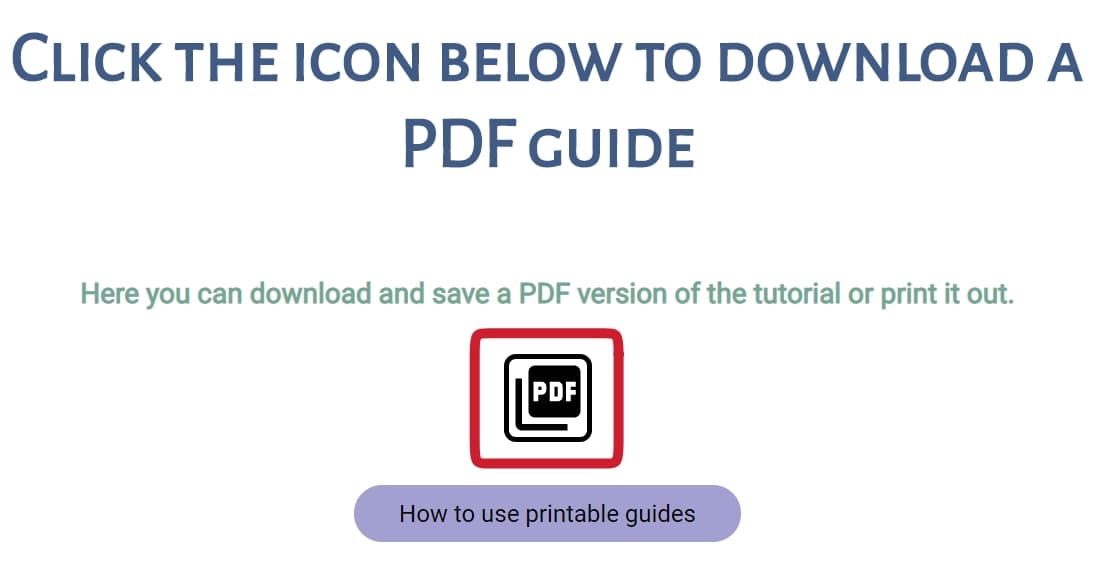 Click the icon below to download a
PDF guide
Here you can download and save a PDF version of the tutorial or print it out.
PDF
How to use printable guides